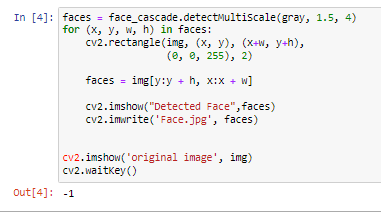 In [4]: faces = face_cascade.detectMultiScale(gray, 1.5, 4)
for (x, y, w, h) in faces:
cv2.rectangle(img, (x, y), (x+w, y+h),
(0, 0, 255), 2)
faces = img[y:y + h, x:x + w]
cv2.imshow("Detected Face",faces)
cv2.imwrite('Face.jpg', faces)
cv2.imshow('original image', img)
cv2.waitKey()
Out[4]: -1